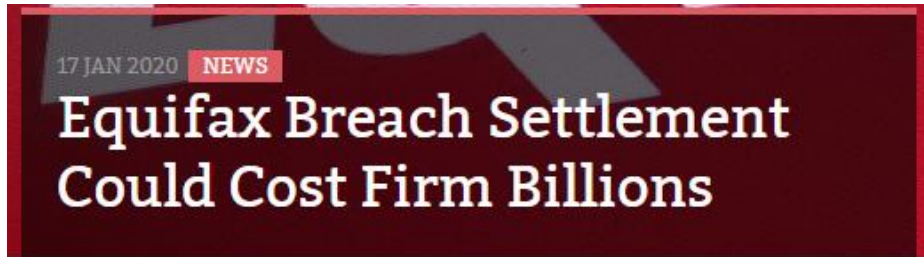 17 JAN 2020 NEWS
Equifax Breach Settlement
Could Cost Firm Billions